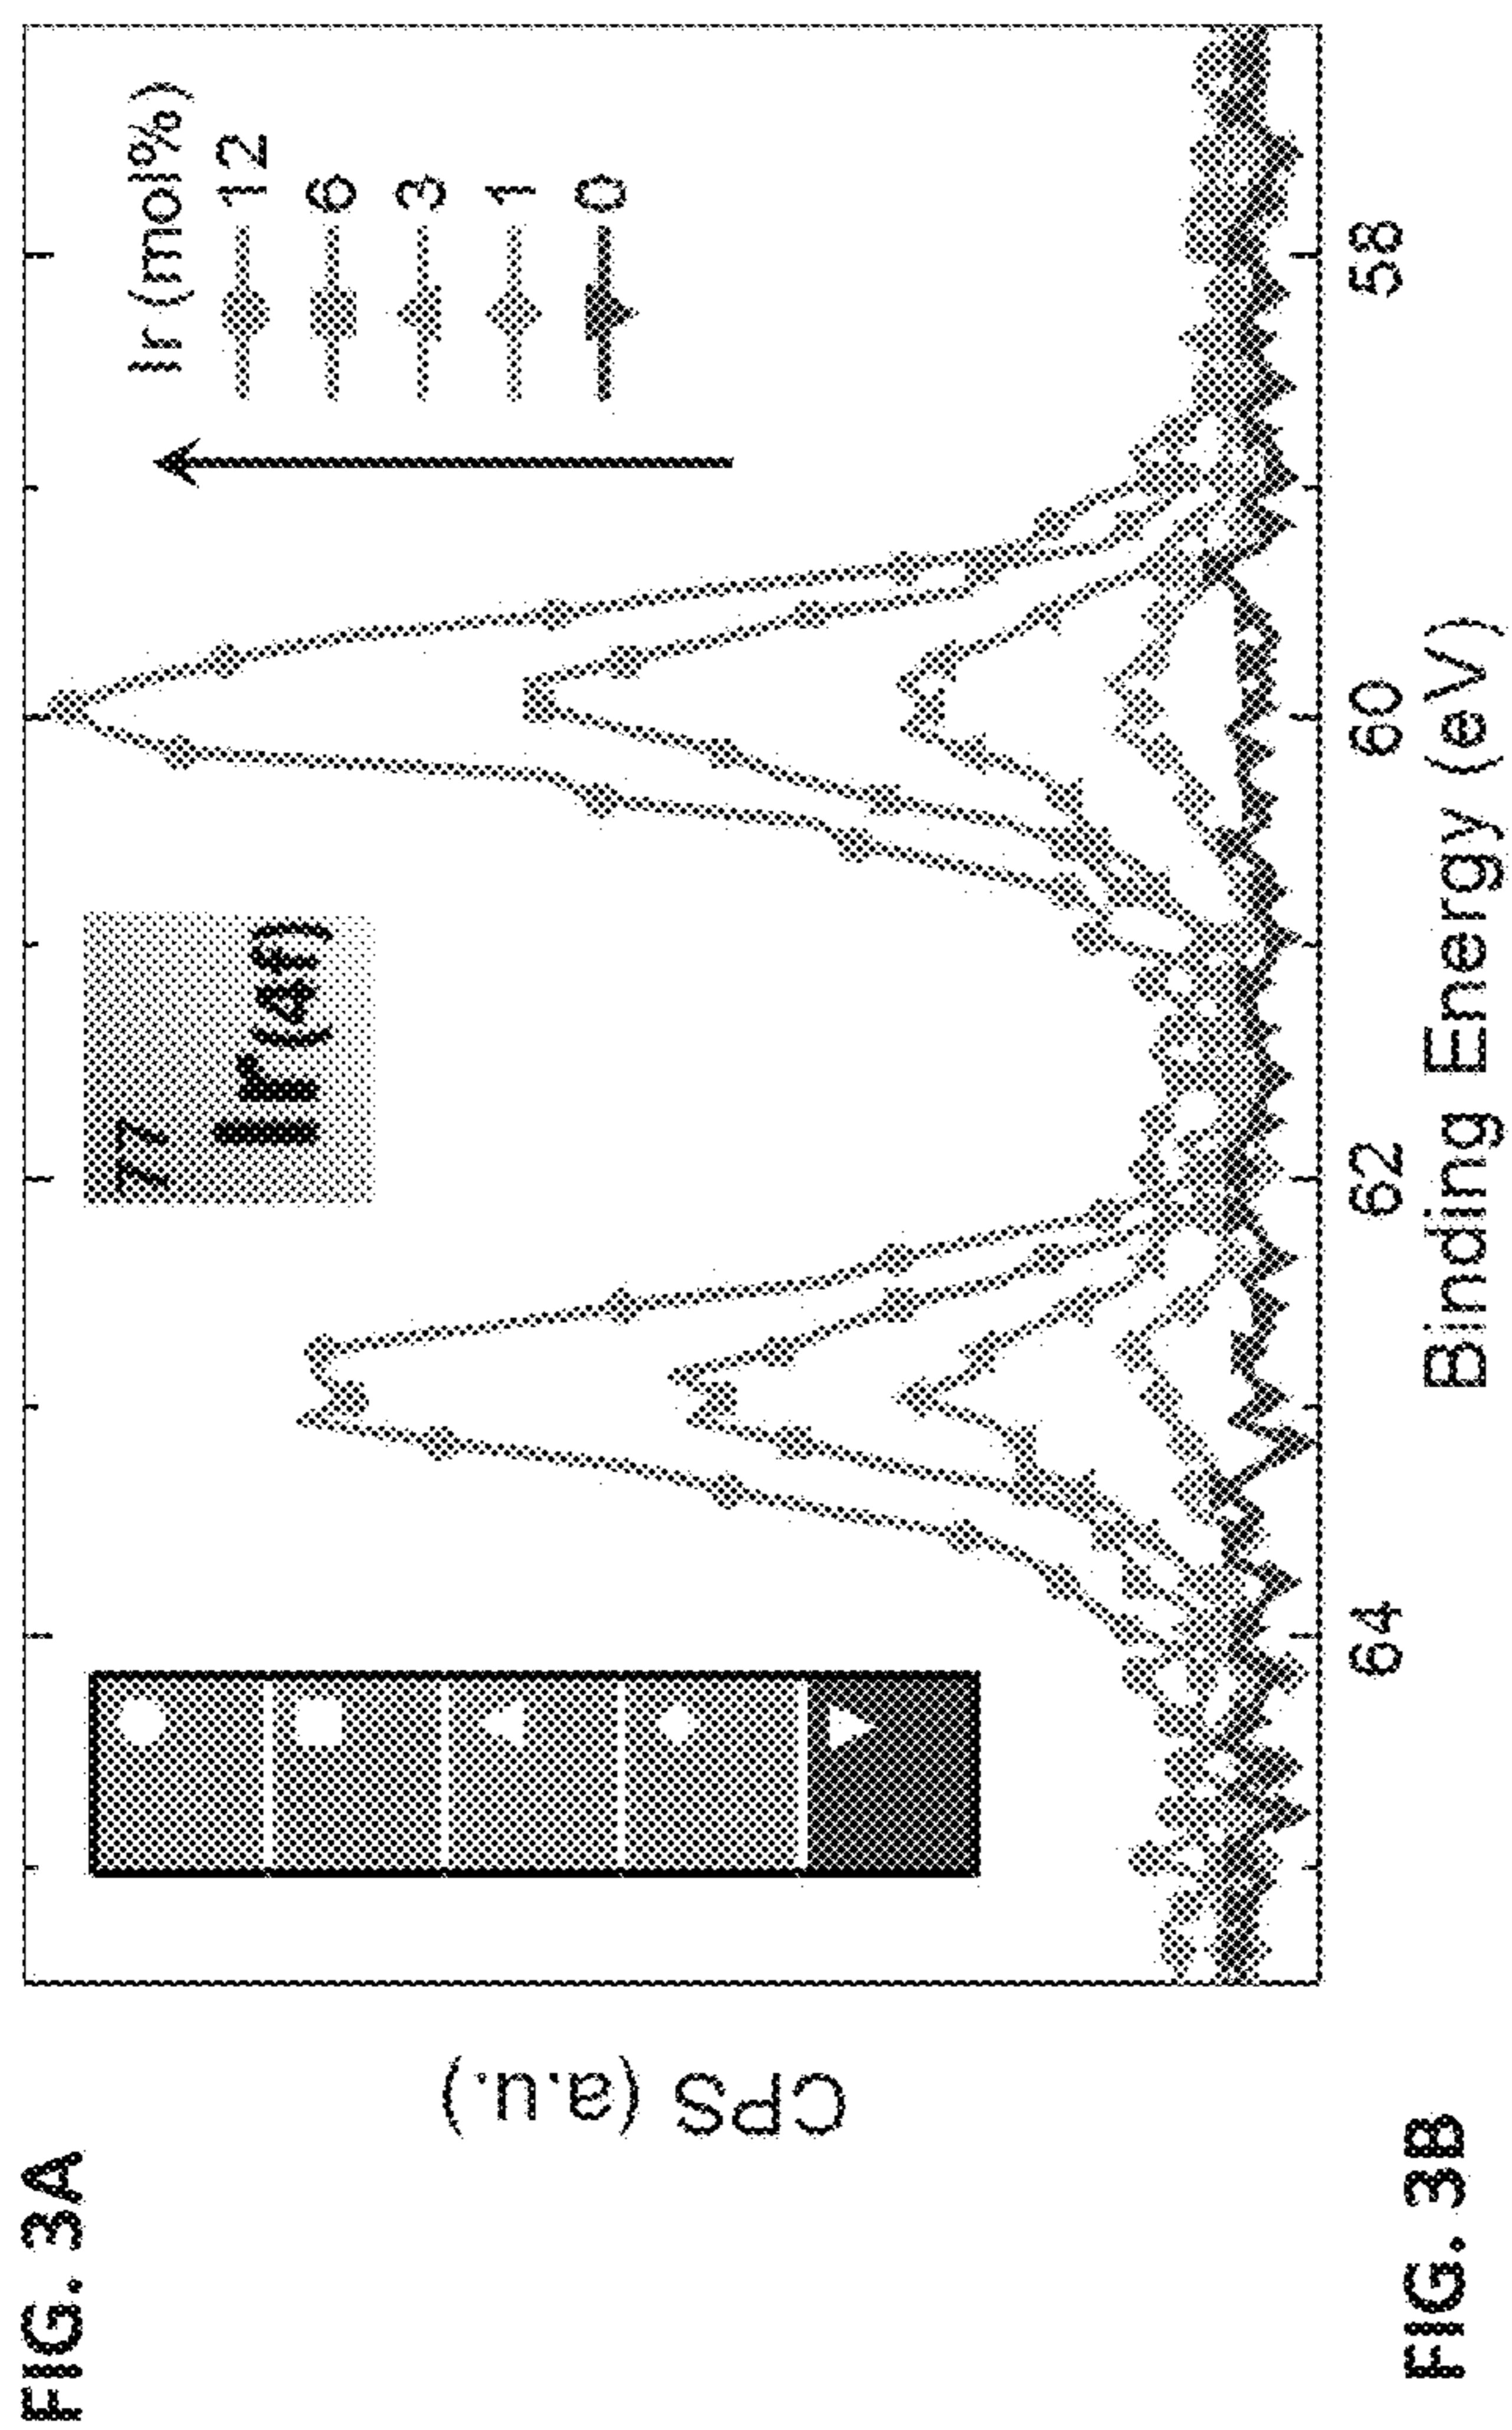 FIG. 3A
CPS (a.u.)
77
Ir(4f)
Ir (mol%)
12
6
3
1
0
64
62
60
58
Binding Energy (eV)
FIG. 3B